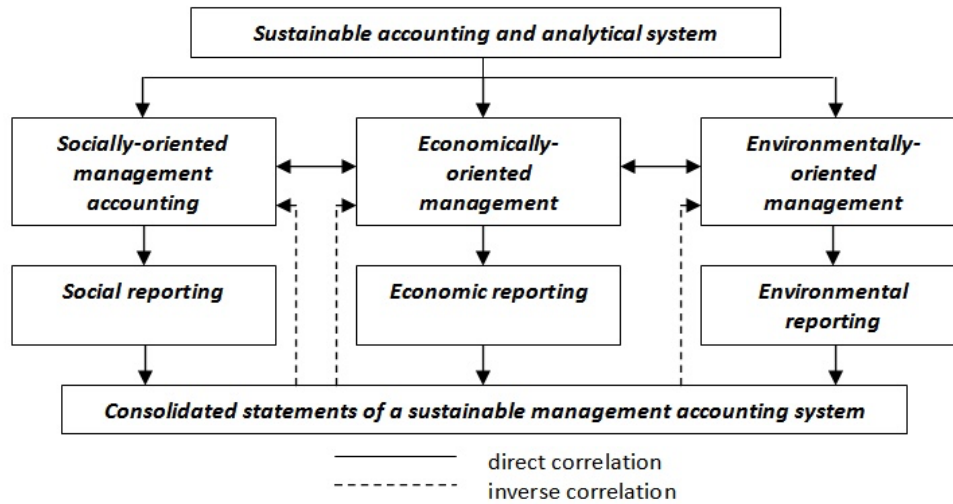 Sustainable accounting and analytical system
Socially-oriented
management
accounting
Economically-
oriented
management
Environmentally-
oriented
management
Social reporting
Economic reporting
Environmental
reporting
Consolidated statements of a sustainable management accounting system
direct correlation
inverse correlation